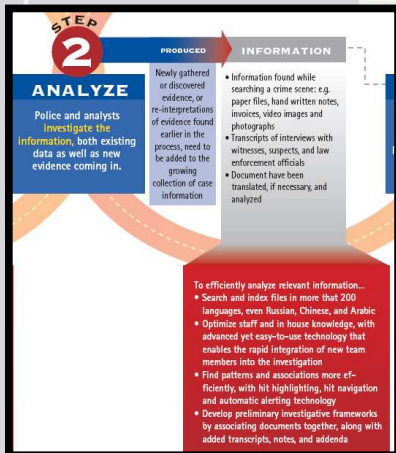 STEP
2
ANALYZE
Police and analysts
investigate the
information, both existing
data as well as new
evidence coming in.
PRODUCED
Newly gathered
or discovered
evidence, or
re-interpretations
of evidence found
earlier in the
process, need to
be added to the
growing
collection of case
information
INFORMATION
• Information found while
searching a crime scene: e.g.
paper files, hand written notes,
invoices, video images and
photographs
• Transcripts of interviews with
witnesses, suspects, and law
enforcement officials
• Document have been
translated, if necessary, and
analyzed
To efficiently analyze relevant information...
• Search and index files in more that 200
languages, even Russian, Chinese, and Arabic
• Optimize staff and in house knowledge, with
advanced yet easy-to-use technology that
enables the rapid integration of new team
members into the investigation
• Find patterns and associations more ef-
ficiently, with hit highlighting, hit navigation
and automatic alerting technology
• Develop preliminary investigative frameworks
by associating documents together, along with
added transcripts, notes, and addenda